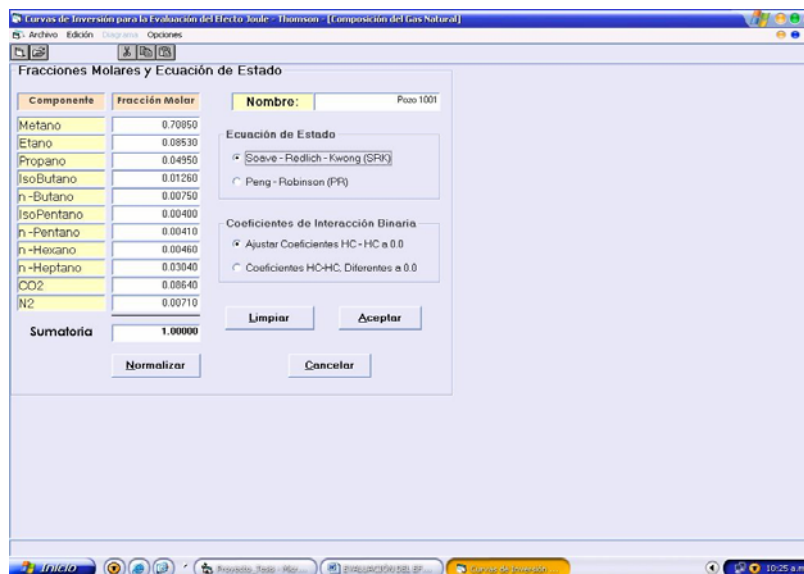 Curvas de Inversión para la Evaluación del Efecto Joule - Thomson - [Composición del Gas Natural]
Archivo Edición Diagrama Opciones
Fracciones Molares y Ecuación de Estado
Componente Fracción Molar Nombre: Pozo 1001
Metano 0.70850
Etano 0.08530
Propano 0.04950
IsoButano 0.01260
n -Butano 0.00750
IsoPentano 0.00400
n -Pentano 0.00410
n -Hexano 0.00460
n -Heptano 0.03040
CO2 0.08640
N2 0.00710
Sumatoria 1.00000
Normalizar
Ecuación de Estado
Soave - Redlich - Kwong (SRK)
Peng - Robinson (PR)
Coeficientes de Interacción Binaria
Ajustar Coeficientes HC - HC a 0.0
Coeficientes HC-HC, Diferentes a 0.0
Limpiar Aceptar
Cancelar
Inicio Proyecto_Tesis - EVALUACIÓN DEL EF... Curvas de Inversión ... 10:25 a.m.